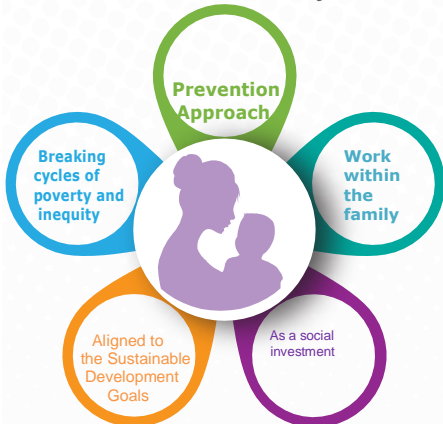 Prevention
Approach
Breaking
cycles of
poverty and
inequity
Work
within
the
family
Aligned to
the Sustainable
Development
Goals
As a social
investment